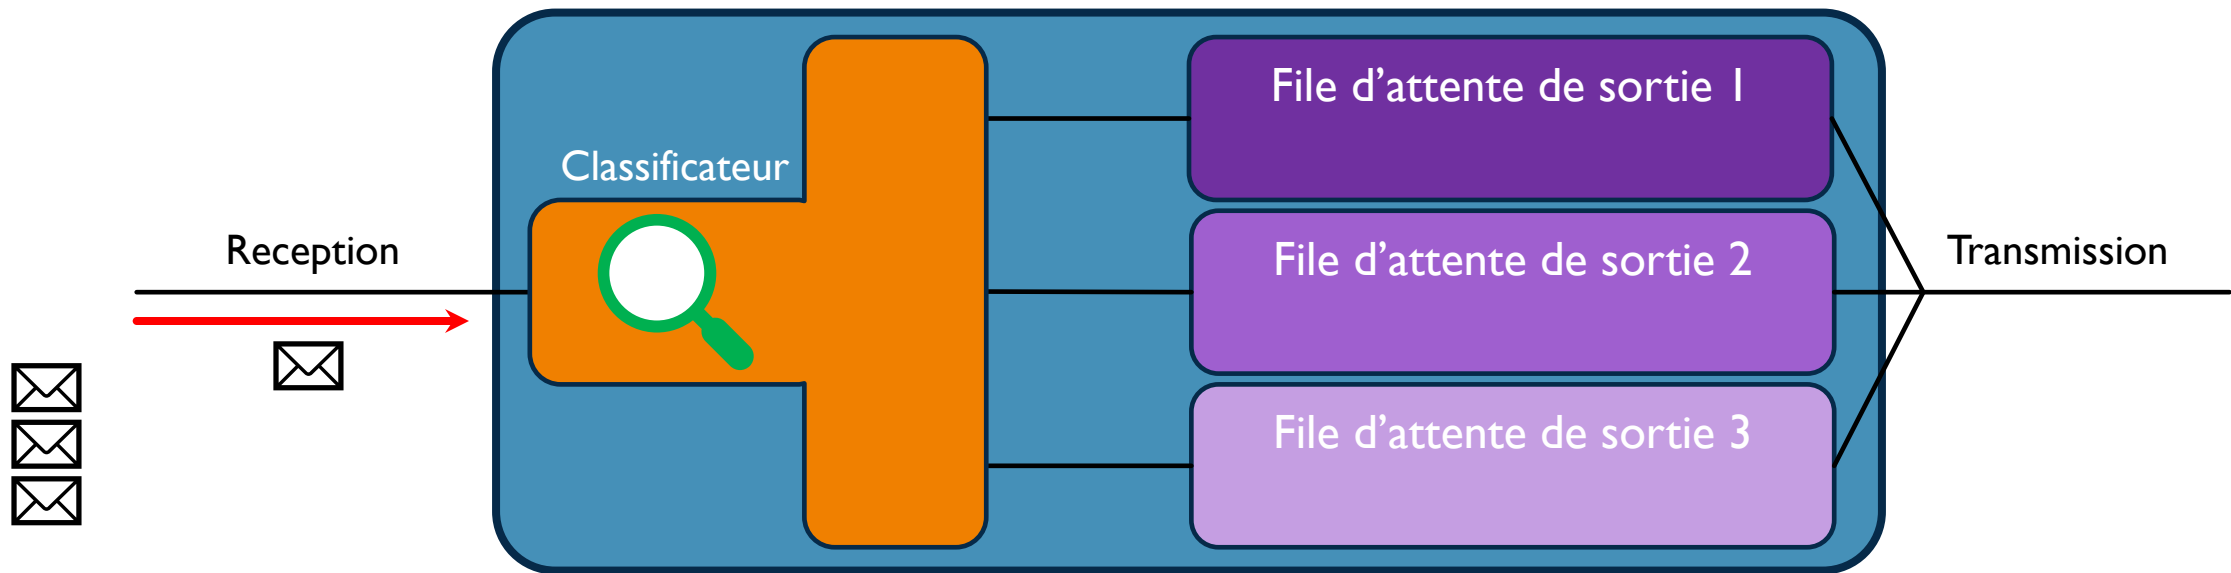 File d’attente de sortie 1
Classificateur
Reception
File d’attente de sortie 2
Transmission
File d’attente de sortie 3